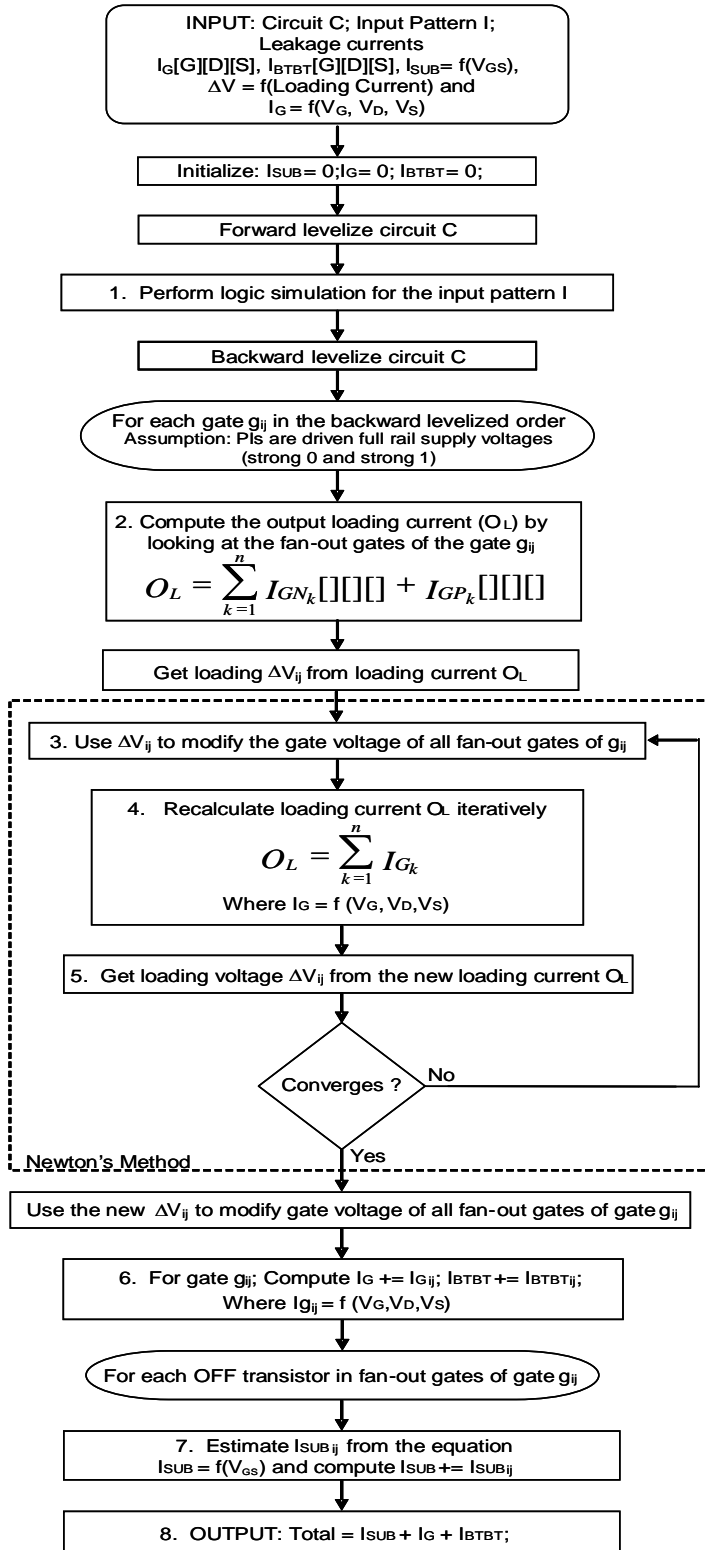 INPUT: Circuit C; Input Pattern I;
Leakage currents
IG[G][D][S], IBTBT[G][D][S], ISUB= f(VGS),
ΔV = f(Loading Current) and
IG = f(VG, VD, VS)
Initialize: ISUB= 0;IG= 0; IBTBT= 0;
Forward levelize circuit C
1. Perform logic simulation for the input pattern I
Backward levelize circuit C
For each gate gij in the backward levelized order
Assumption: PIs are driven full rail supply voltages
(strong 0 and strong 1)
2. Compute the output loading current (OL) by
looking at the fan-out gates of the gate gij
OL = ∑ n k=1 IGNk[][][] + IGPk[][][]
Get loading ΔVij from loading current OL
3. Use ΔVij to modify the gate voltage of all fan-out gates of gij
4. Recalculate loading current OL iteratively
OL = ∑ n k=1 IGk
Where IG = f (VG, VD,VS)
5. Get loading voltage ΔVij from the new loading current OL
Converges ?
No
Yes
Newton's Method
Use the new ΔVij to modify gate voltage of all fan-out gates of gate gij
6. For gate gij; Compute IG += IGij; IBTBT += IBTBTij;
Where Igij = f (VG,VD,VS)
For each OFF transistor in fan-out gates of gate gij
7. Estimate ISUBij from the equation
ISUB = f(VGS) and compute ISUB += ISUBij
8. OUTPUT: Total = ISUB + IG + IBTBT;